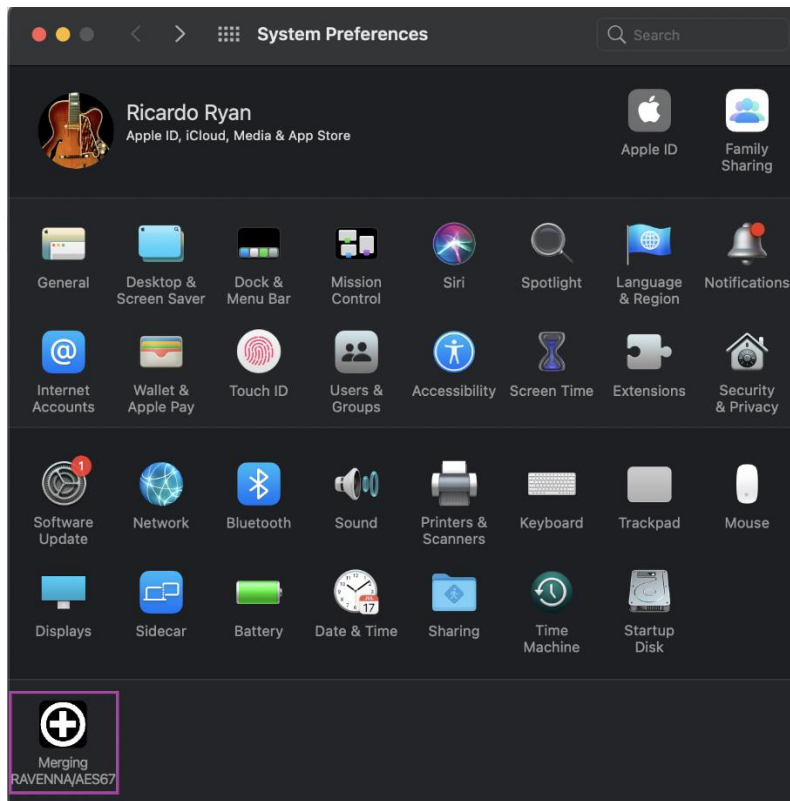 System Preferences
Search
Ricardo Ryan
Apple ID, iCloud, Media & App Store
Apple ID
Family
Sharing
General
Desktop &
Screen Saver
Dock &
Menu Bar
Mission
Control
Siri
Spotlight
Language
& Region
Notifications
Internet
Accounts
Wallet &
Apple Pay
Touch ID
Users &
Groups
Accessibility
Screen Time
Extensions
Security
& Privacy
1
Software
Update
Network
Bluetooth
Sound
Printers &
Scanners
Keyboard
Trackpad
Mouse
Displays
Sidecar
Battery
JUL
17
Date & Time
Sharing
Time
Machine
Startup
Disk
Merging
RAVENNA/AES67